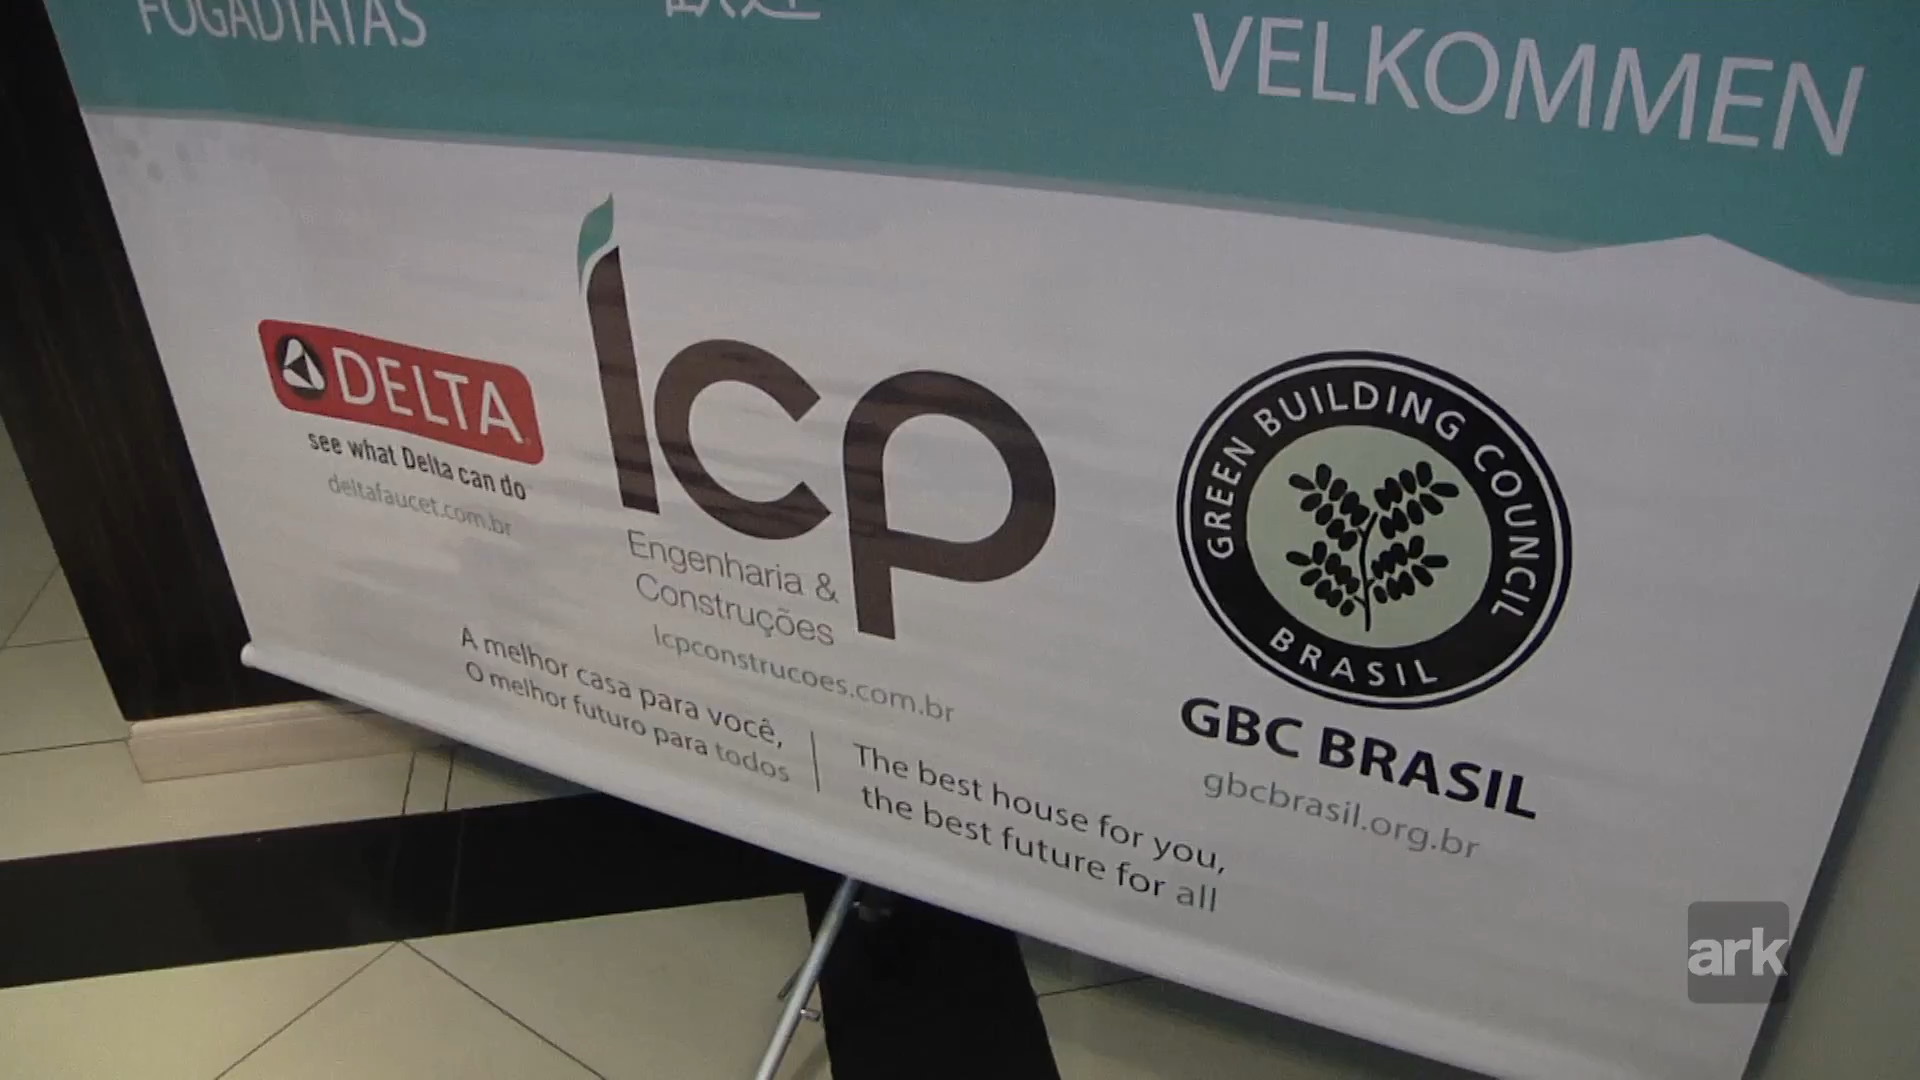 FOGADTATÁS
VELKOMMEN
DELTA
see what Delta can do
deltafaucet.com.br
lcp
Engenharia &
Construções
lcpconstrucoes.com.br
A melhor casa para você,
O melhor futuro para todos
The best house for you,
the best future for all
GREEN BUILDING COUNCIL
BRASIL
GBC BRASIL
gbcbrasil.org.br
ark